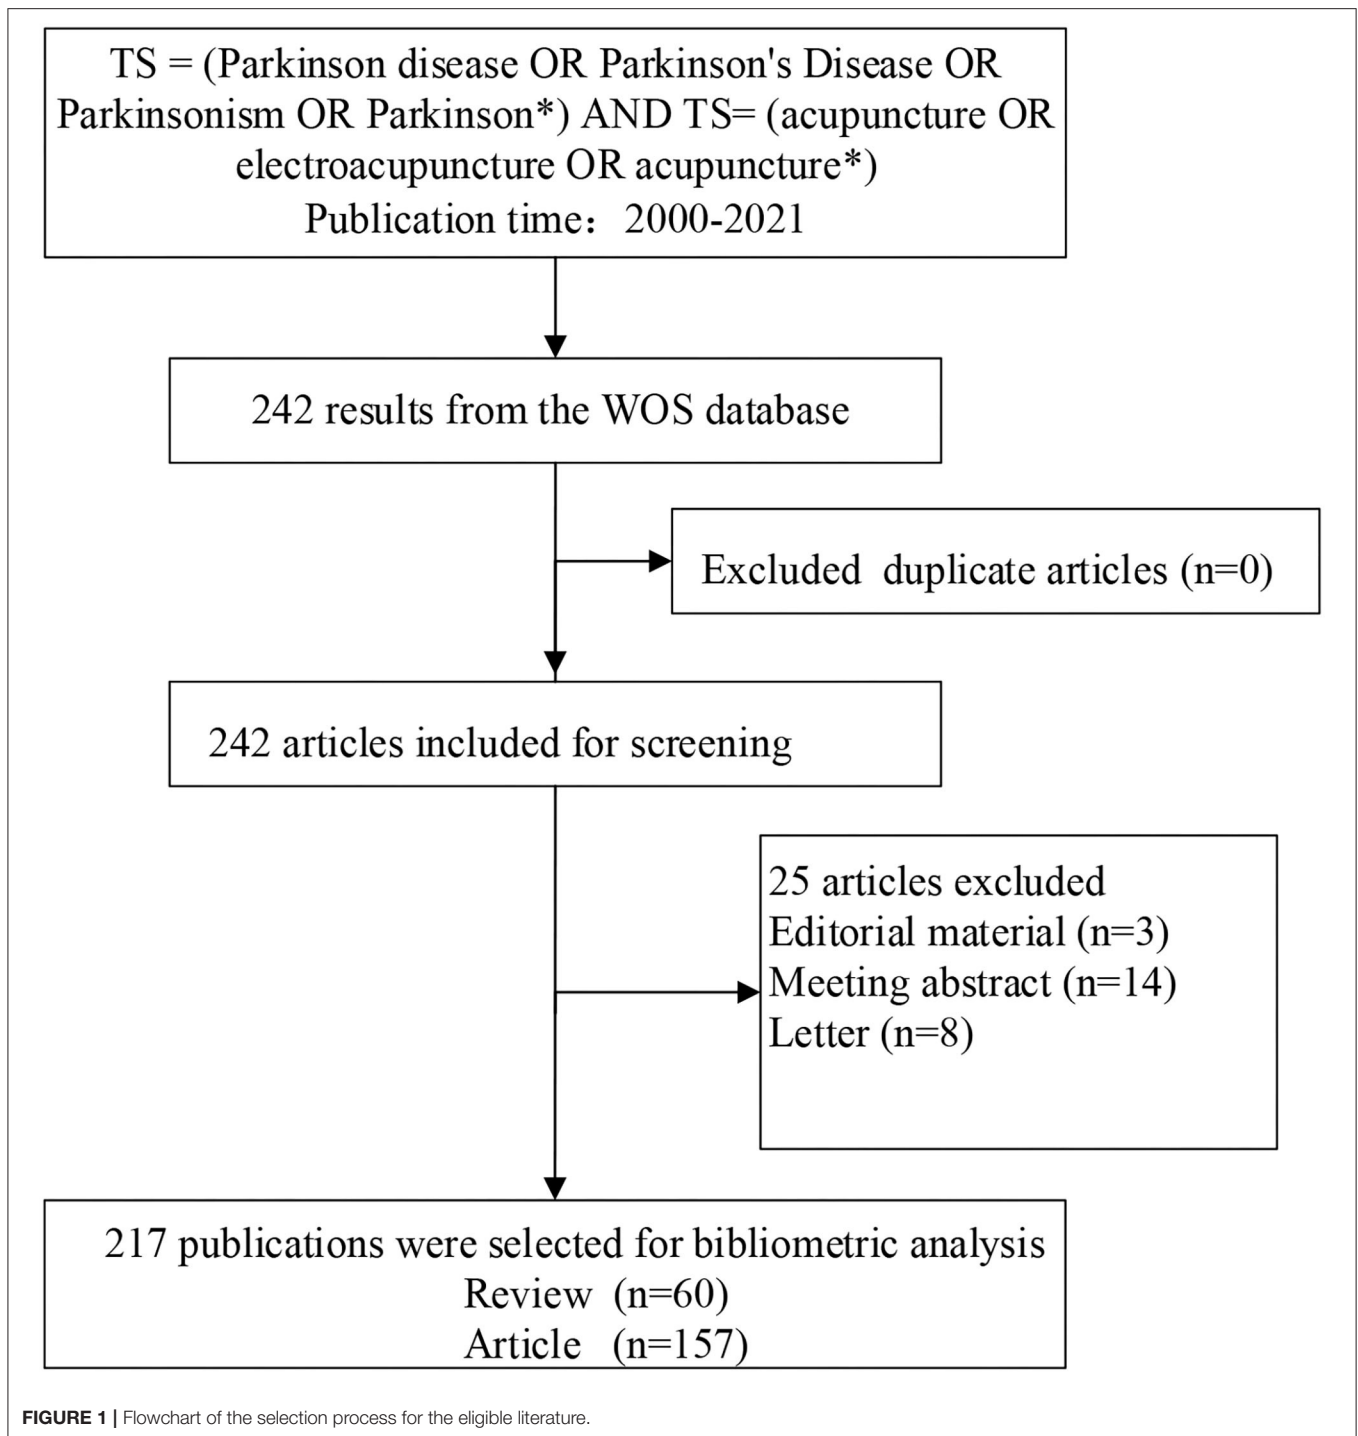 TS = (Parkinson disease OR Parkinson's Disease OR
Parkinsonism OR Parkinson*) AND TS= (acupuncture OR
electroacupuncture OR acupuncture*)
Publication time：2000-2021
242 results from the WOS database
Excluded duplicate articles (n=0)
242 articles included for screening
25 articles excluded
Editorial material (n=3)
Meeting abstract (n=14)
Letter (n=8)
217 publications were selected for bibliometric analysis
Review (n=60)
Article (n=157)
FIGURE 1 | Flowchart of the selection process for the eligible literature.